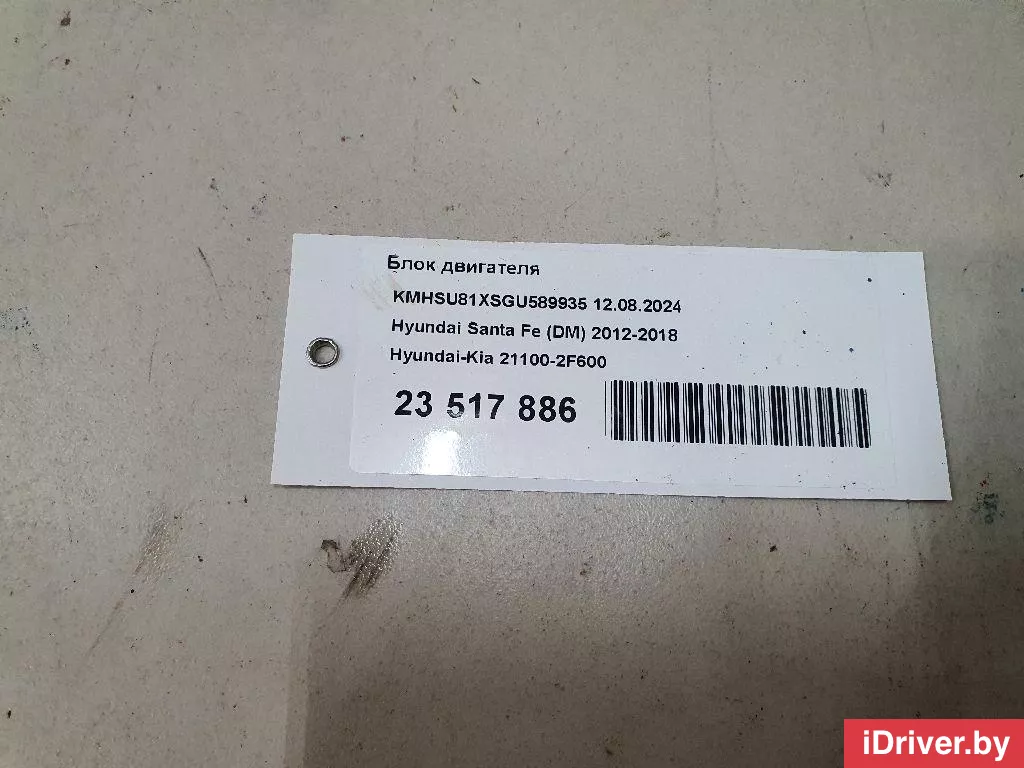 Блок двигателя
KMHSU81XSGU589935 12.08.2024
Hyundai Santa Fe (DM) 2012-2018
Hyundai-Kia 21100-2F600
23 517 886
iDriver.by